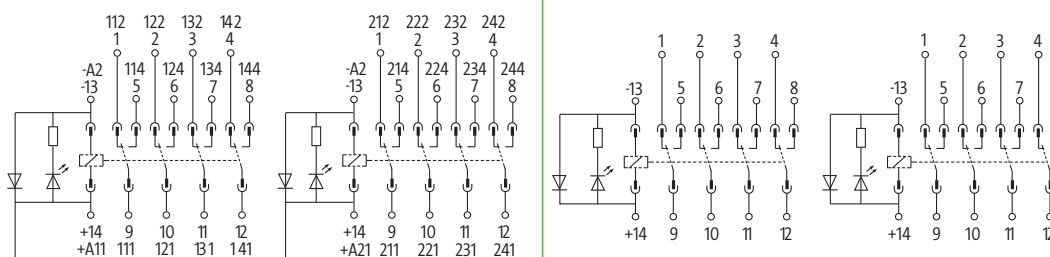 112 122 132 142 212 222 232 242
1 2 3 4 1 2 3 4
1 2 3 4 1 2 3 4
-A2 114 124 134 144 -A2 214 224 234 244
-13 5 6 7 8 -13 5 6 7 8
-13 5 6 7 8 -13 5 6 7
+14 9 10 11 12 +14 9 10 11 12
+14 9 10 11 12 +14 9 10 11
+A11 111 121 131 141 +A21 211 221 231 241